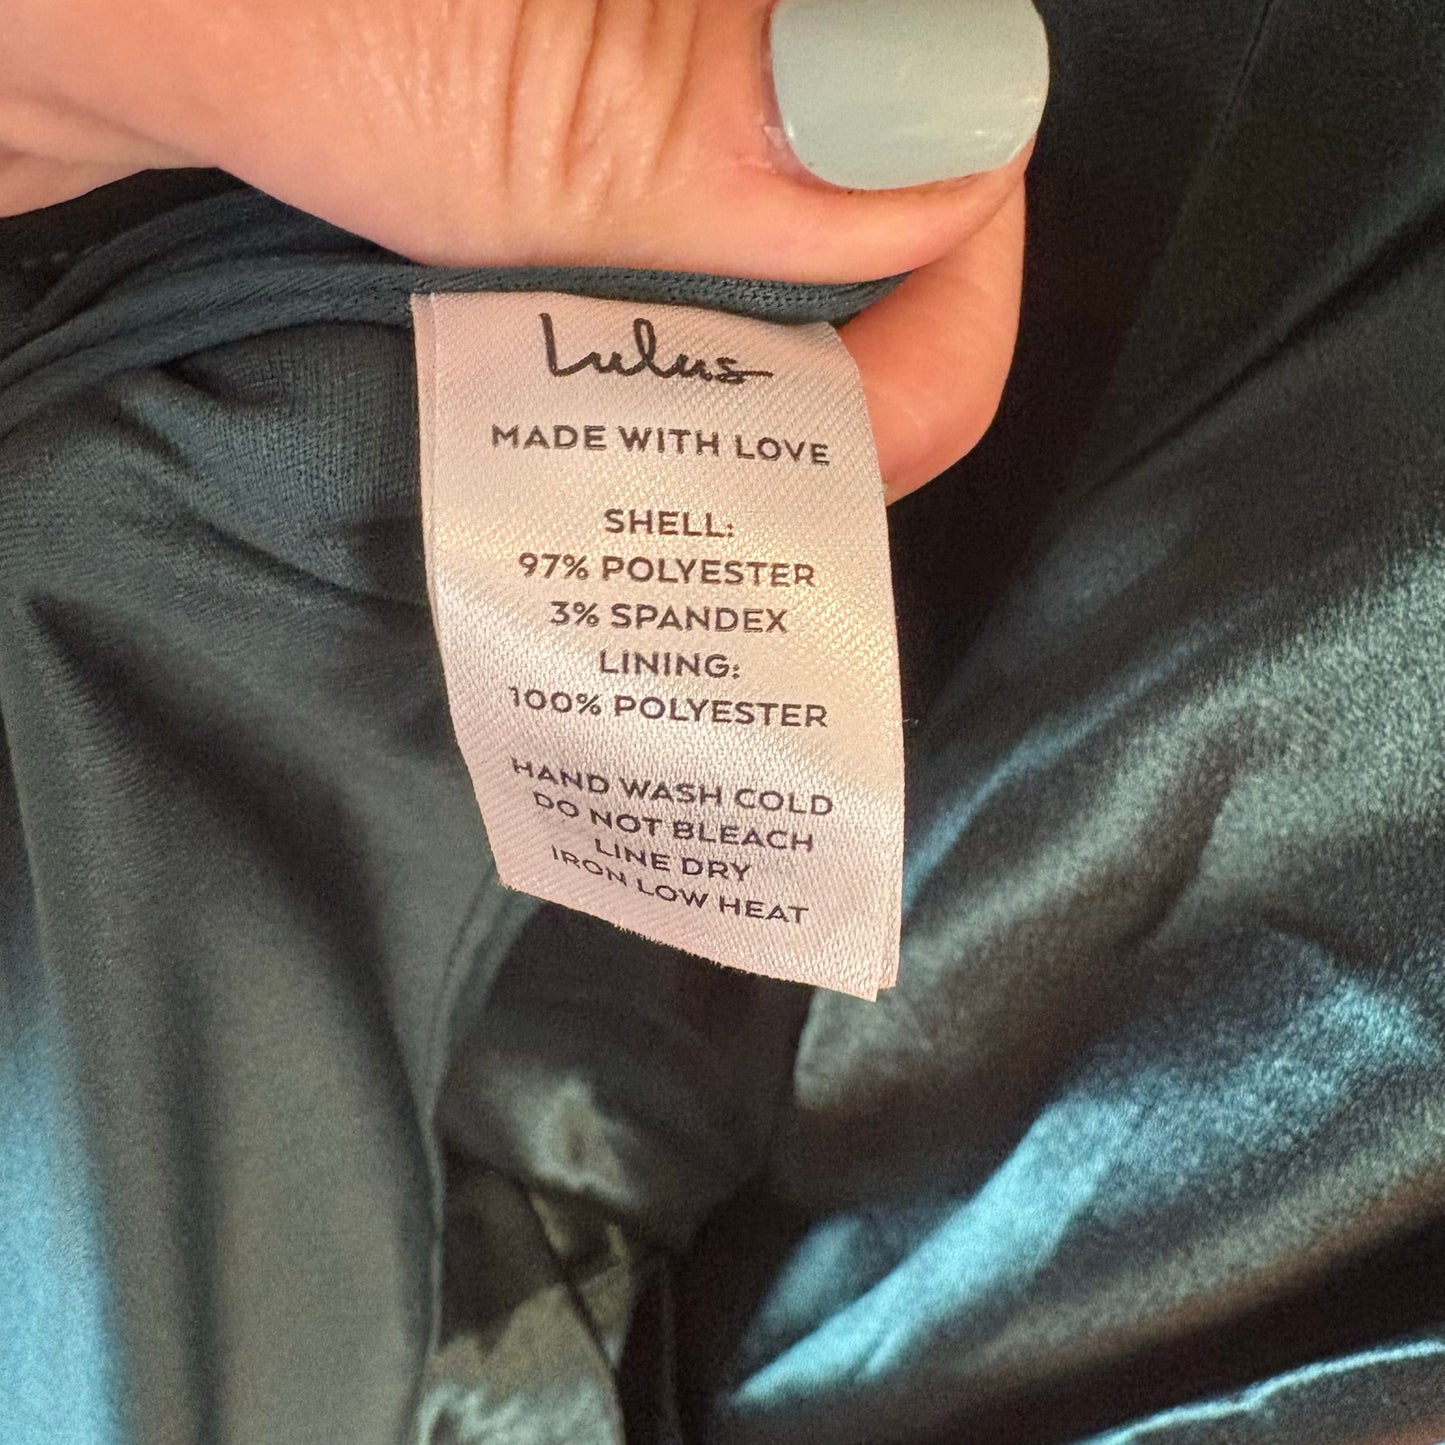 Lulus
MADE WITH LOVE
SHELL:
97% POLYESTER
3% SPANDEX
LINING:
100% POLYESTER
HAND WASH COLD
DO NOT BLEACH
LINE DRY
IRON LOW HEAT